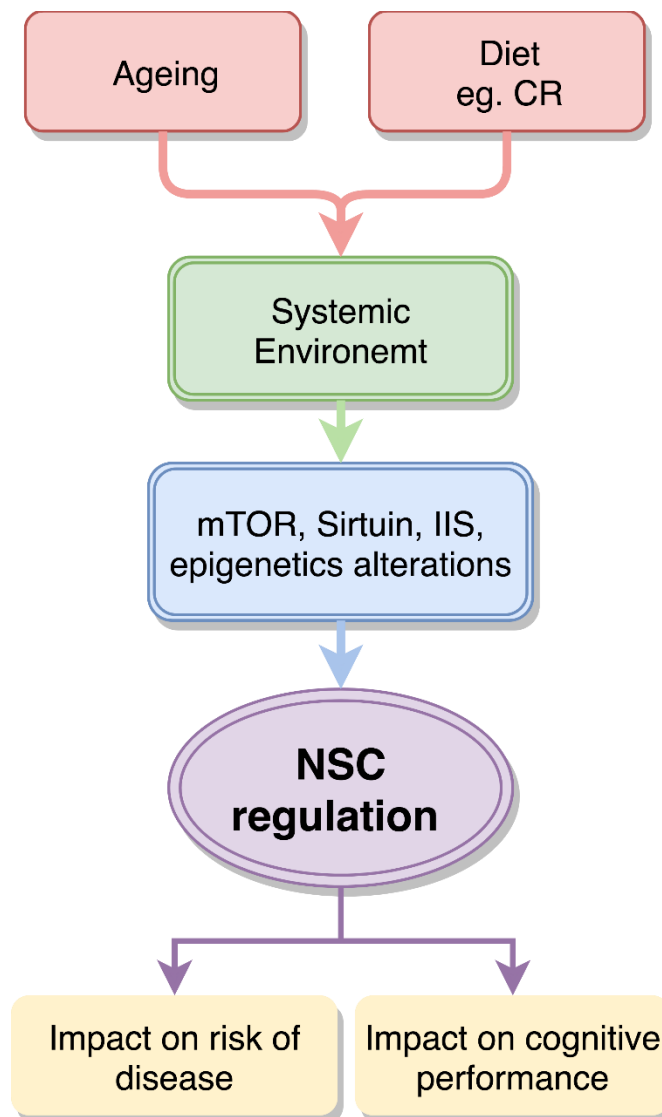 Ageing
Diet
eg. CR
Systemic
Environemt
mTOR, Sirtuin, IIS,
epigenetics alterations
NSC
regulation
Impact on risk of
disease
Impact on cognitive
performance